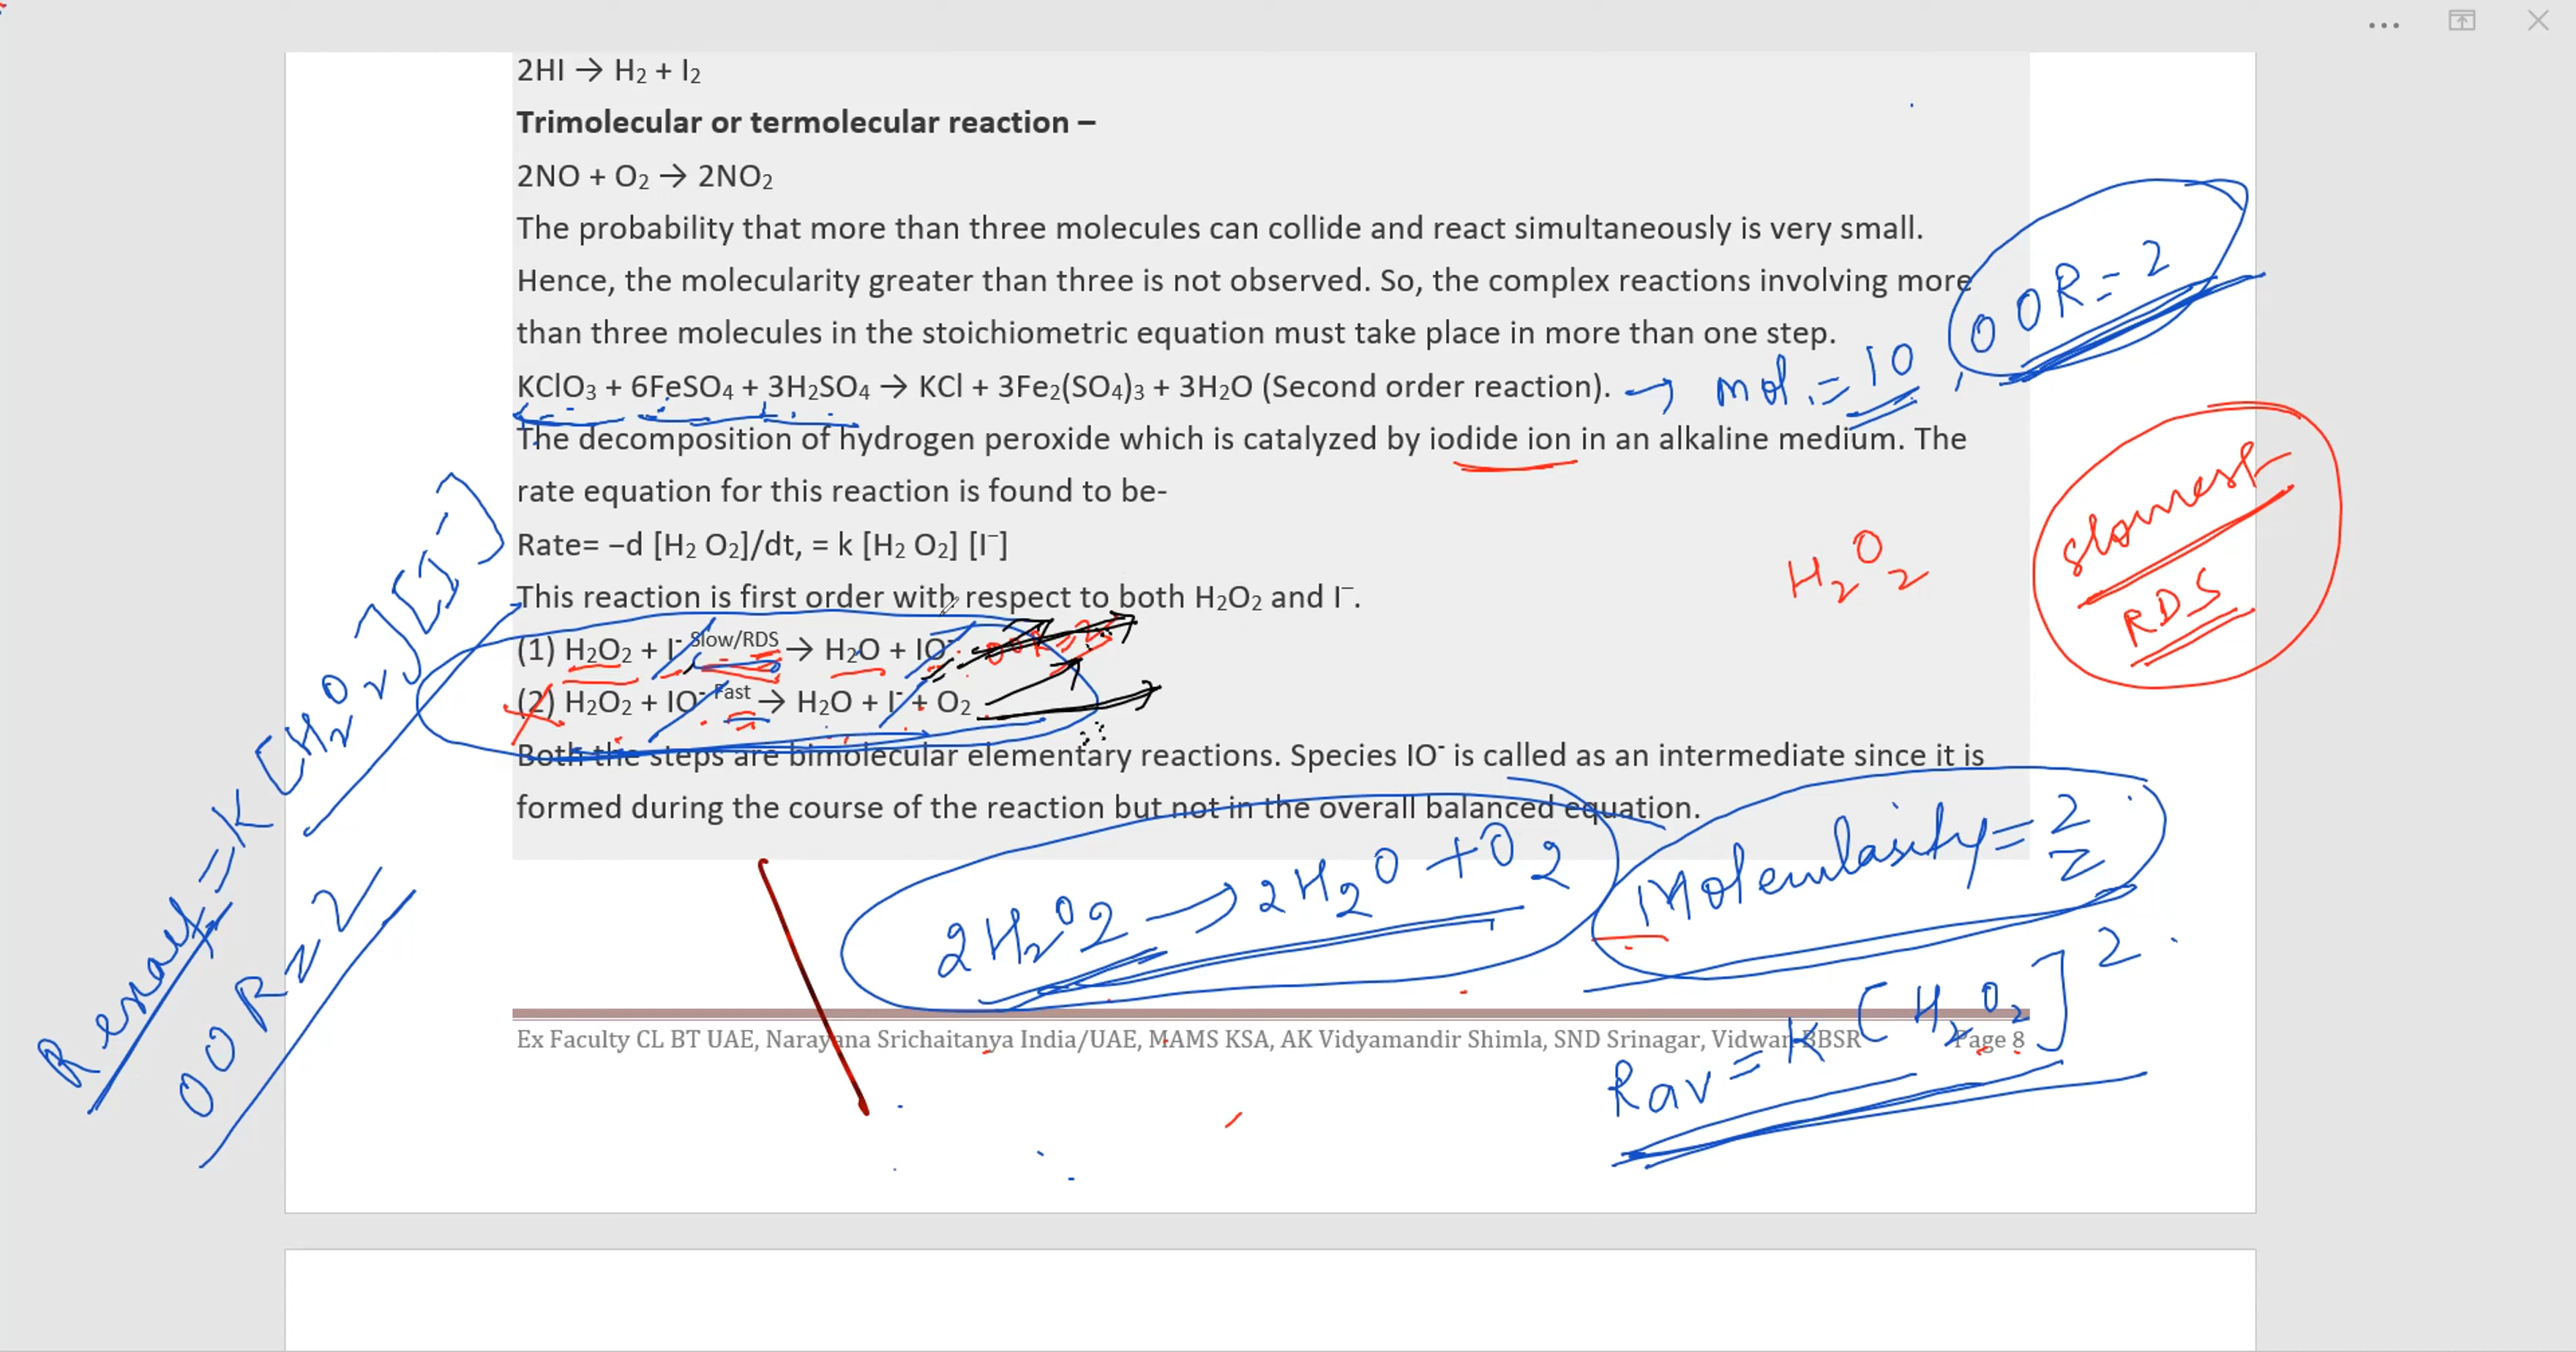 2HI → H₂ + I₂
Trimolecular or termolecular reaction –
2NO + O₂ → 2NO₂
The probability that more than three molecules can collide and react simultaneously is very small.
Hence, the molecularity greater than three is not observed. So, the complex reactions involving more
than three molecules in the stoichiometric equation must take place in more than one step.
OOR = 2
KClO₃ + 6FeSO₄ + 3H₂SO₄ → KCl + 3Fe₂(SO₄)₃ + 3H₂O (Second order reaction). → mol. = 10
The decomposition of hydrogen peroxide which is catalyzed by iodide ion in an alkaline medium. The
rate equation for this reaction is found to be-
Rate= −d [H₂ O₂]/dt, = k [H₂ O₂] [I⁻]
slowest
RDS
H₂O₂
This reaction is first order with respect to both H₂O₂ and I⁻.
(1) H₂O₂ + I⁻ Slow/RDS → H₂O + IO⁻ OOR = 2
(2) H₂O₂ + IO⁻ Fast → H₂O + I⁻ + O₂
Both the steps are bimolecular elementary reactions. Species IO⁻ is called as an intermediate since it is
formed during the course of the reaction but not in the overall balanced equation.
= K [H₂O₂] [I⁻]
OOR = 2
2H₂O₂ → 2H₂O + O₂
Molecularity = 2
Rav = K [H₂O₂]²
Ex Faculty CL BT UAE, Narayana Srichaitanya India/UAE, MAMS KSA, AK Vidyamandir Shimla, SND Srinagar, Vidwan BBSR Page 8